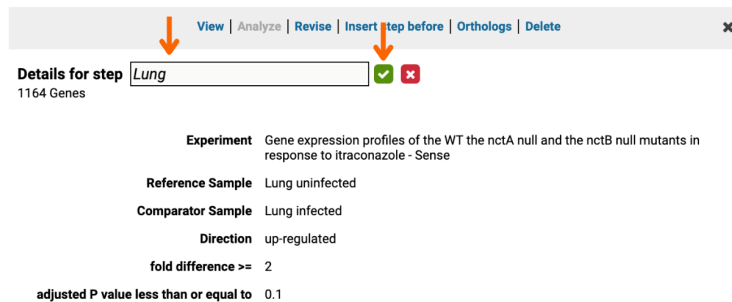 View | Analyze | Revise | Insert step before | Orthologs | Delete
Details for step Lung
1164 Genes
Experiment Gene expression profiles of the WT the nctA null and the nctB null mutants in
response to itraconazole - Sense
Reference Sample Lung uninfected
Comparator Sample Lung infected
Direction up-regulated
fold difference >= 2
adjusted P value less than or equal to 0.1